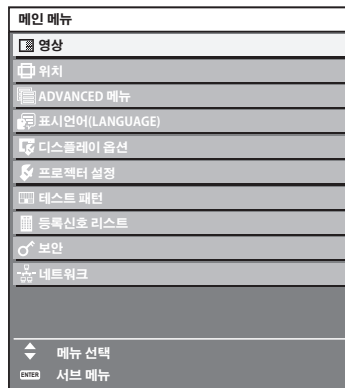 메인 메뉴
영상
위치
ADVANCED 메뉴
표시언어(LANGUAGE)
디스플레이 옵션
프로젝터 설정
테스트 패턴
등록신호 리스트
보안
네트워크
메뉴 선택
ENTER 서브 메뉴